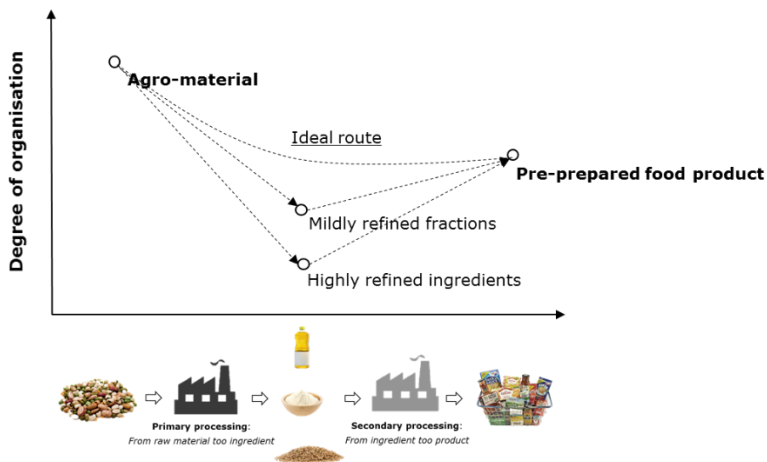 Degree of organisation
Agro-material
Ideal route
Pre-prepared food product
Mildly refined fractions
Highly refined ingredients
Primary processing:
From raw material too ingredient
Secondary processing:
From ingredient too product